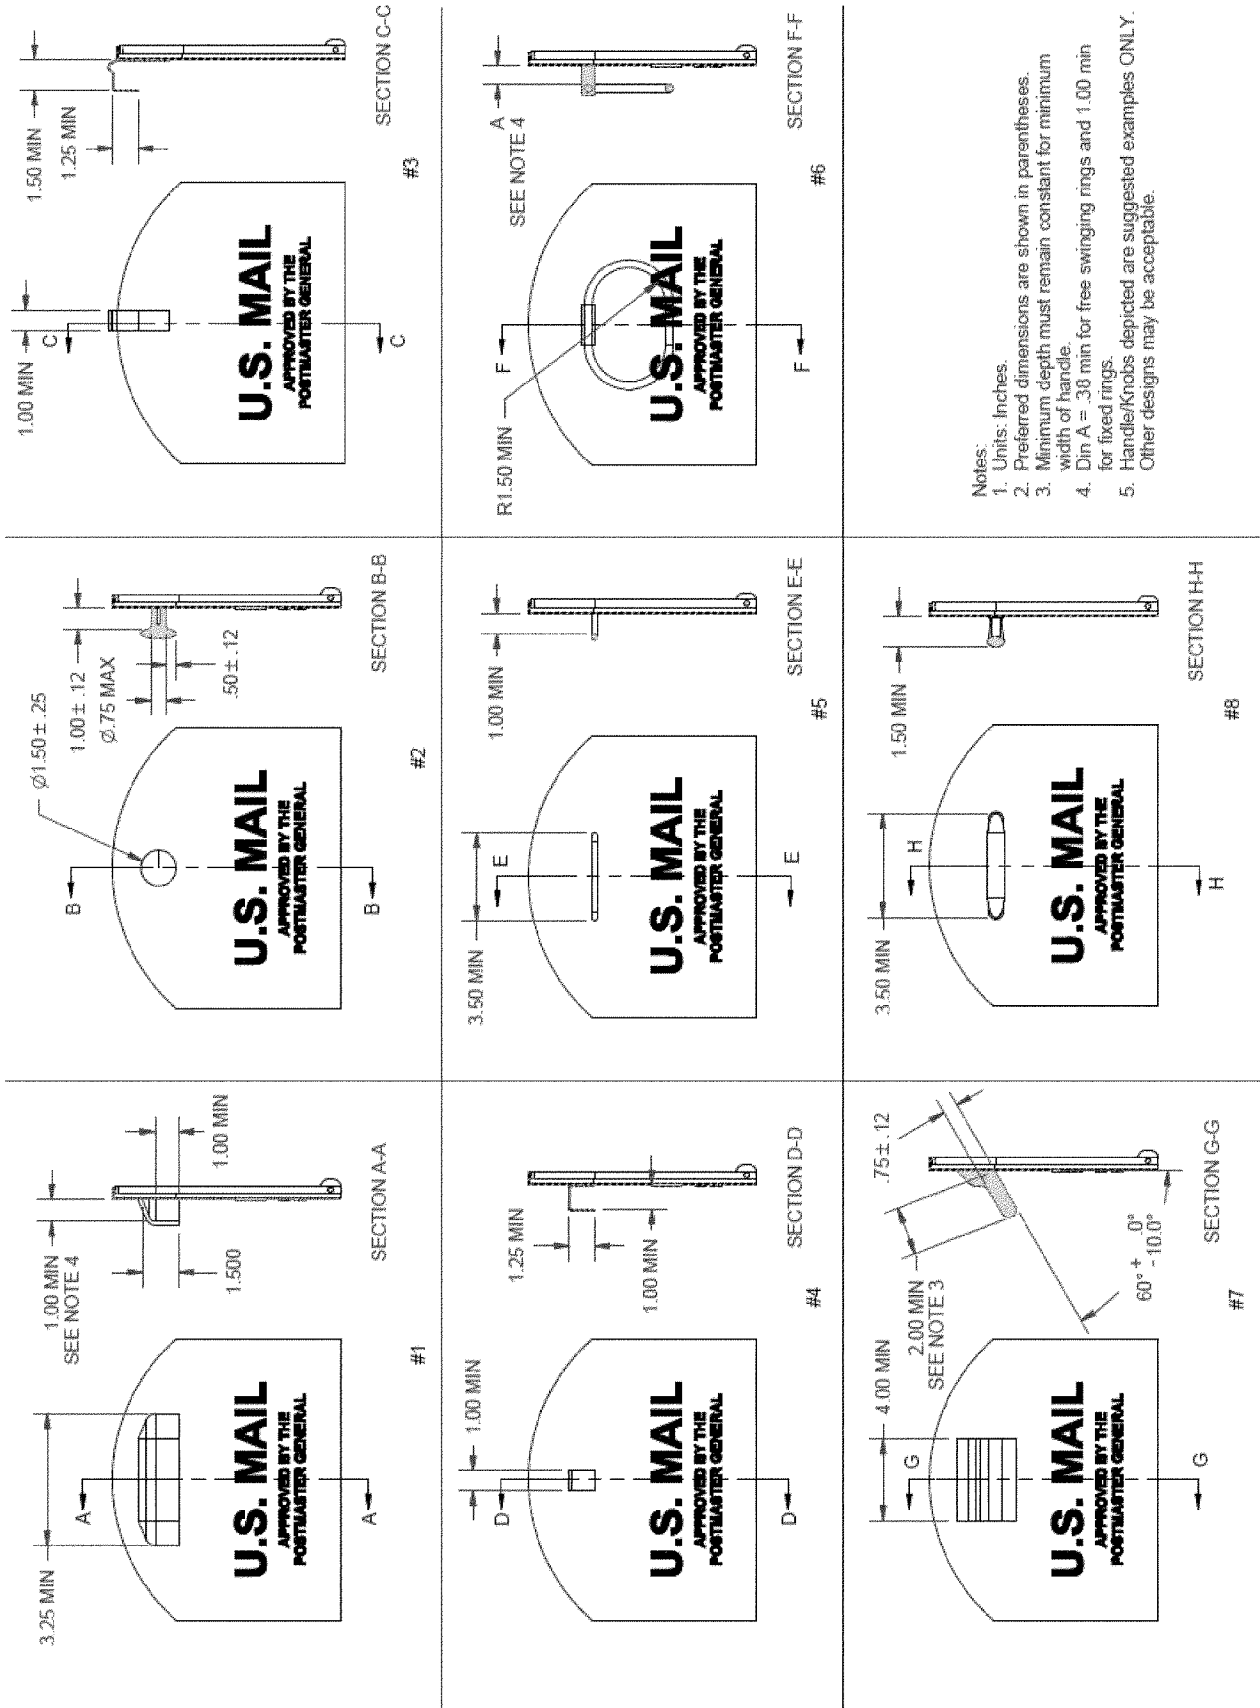 3.25 MIN
A
A
U.S. MAIL
APPROVED BY THE
POSTMASTER GENERAL
1.00 MIN
SEE NOTE 4
1.00 MIN
1.500
SECTION A-A
#1
Ø1.50±.25
B
B
U.S. MAIL
APPROVED BY THE
POSTMASTER GENERAL
1.00±.12
Ø.75 MAX
.50±.12
SECTION B-B
#2
1.00 MIN
C
C
U.S. MAIL
APPROVED BY THE
POSTMASTER GENERAL
1.50 MIN
1.25 MIN
SECTION C-C
#3
1.00 MIN
D
D
U.S. MAIL
APPROVED BY THE
POSTMASTER GENERAL
1.25 MIN
1.00 MIN
SECTION D-D
#4
3.50 MIN
E
E
U.S. MAIL
APPROVED BY THE
POSTMASTER GENERAL
1.00 MIN
SECTION E-E
#5
R1.50 MIN
F
F
U.S. MAIL
APPROVED BY THE
POSTMASTER GENERAL
A
SEE NOTE 4
SECTION F-F
#6
4.00 MIN
G
G
U.S. MAIL
APPROVED BY THE
POSTMASTER GENERAL
2.00 MIN
SEE NOTE 3
.75±.12
60°+ .0°
-10.0°
SECTION G-G
#7
3.50 MIN
H
H
U.S. MAIL
APPROVED BY THE
POSTMASTER GENERAL
1.50 MIN
SECTION H-H
#8
Notes:
1. Units: Inches.
2. Preferred dimensions are shown in parentheses.
3. Minimum depth must remain constant for minimum
width of handle.
4. Dim A = .38 min for free swinging rings and 1.00 min
for fixed rings.
5. Handle/Knobs depicted are suggested examples ONLY.
Other designs may be acceptable.